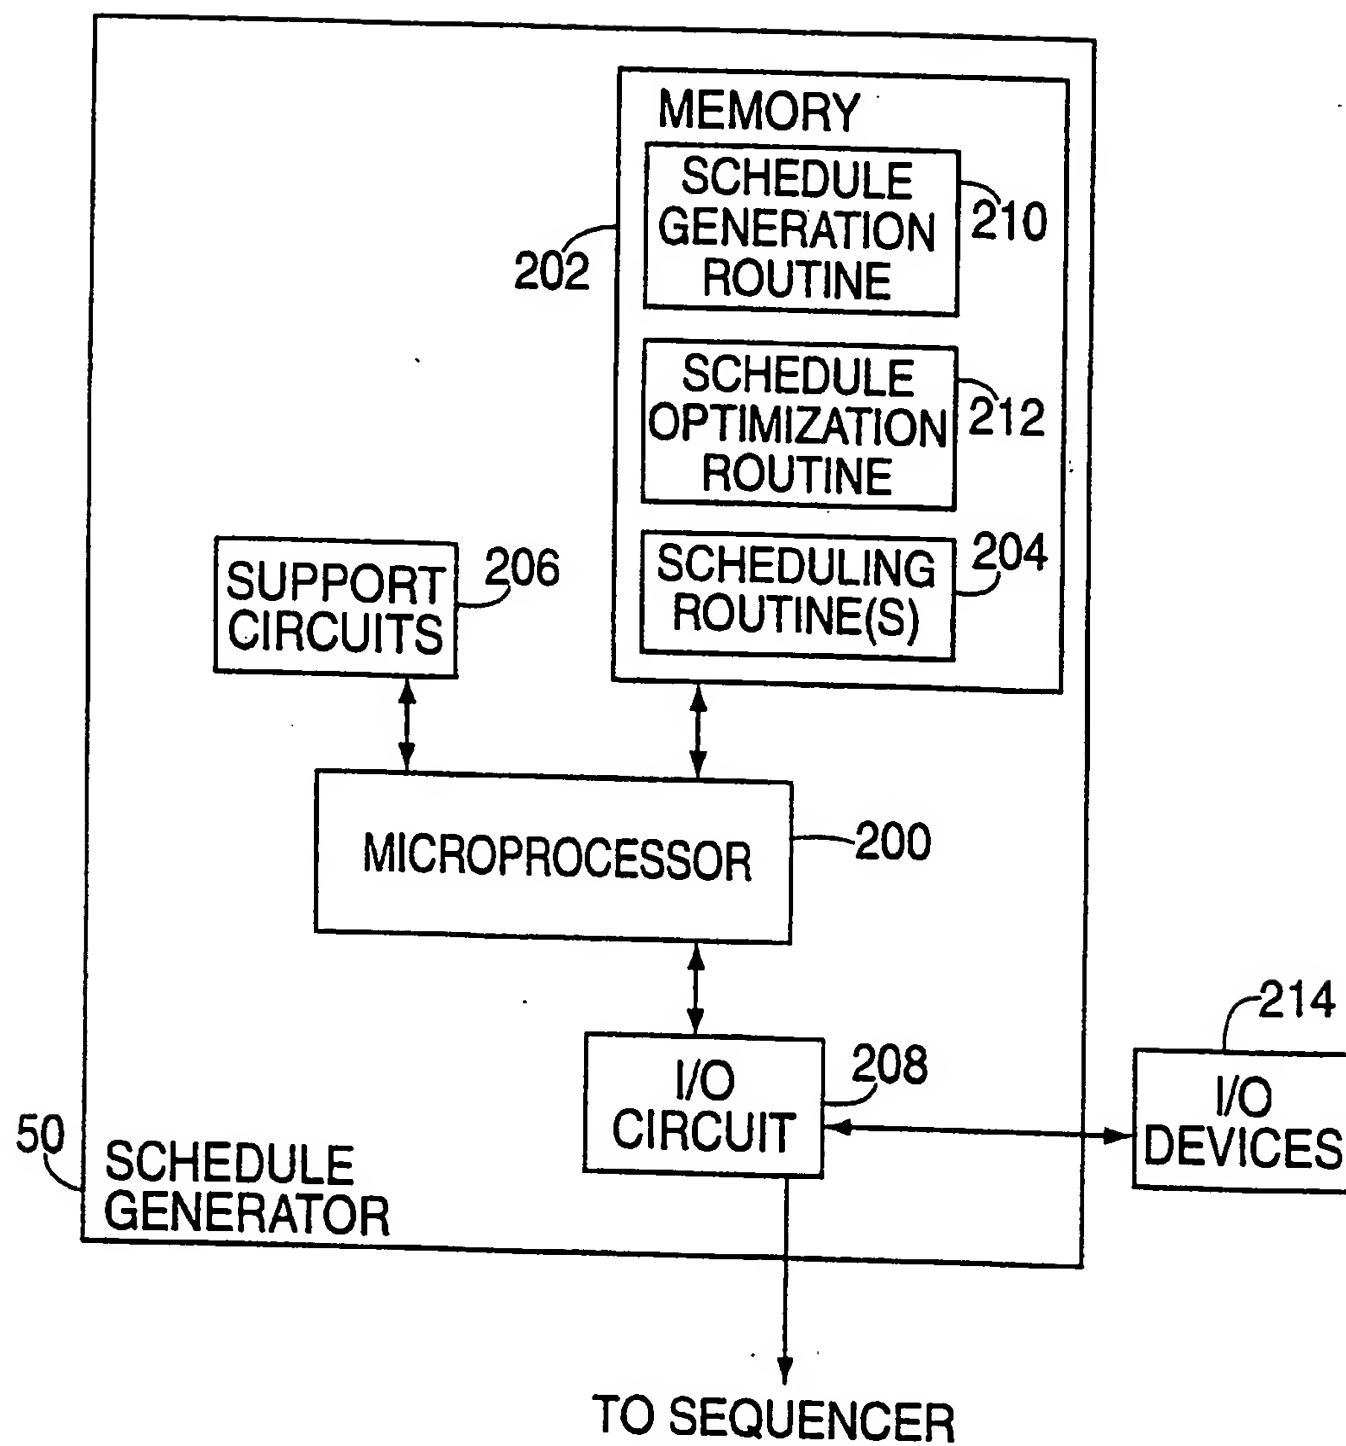 MEMORY
SCHEDULE
GENERATION
ROUTINE
210
202
SCHEDULE
OPTIMIZATION
ROUTINE
212
SCHEDULING
ROUTINE(S)
204
SUPPORT
CIRCUITS
206
MICROPROCESSOR
200
I/O
CIRCUIT
208
214
I/O
DEVICES
50
SCHEDULE
GENERATOR
TO SEQUENCER